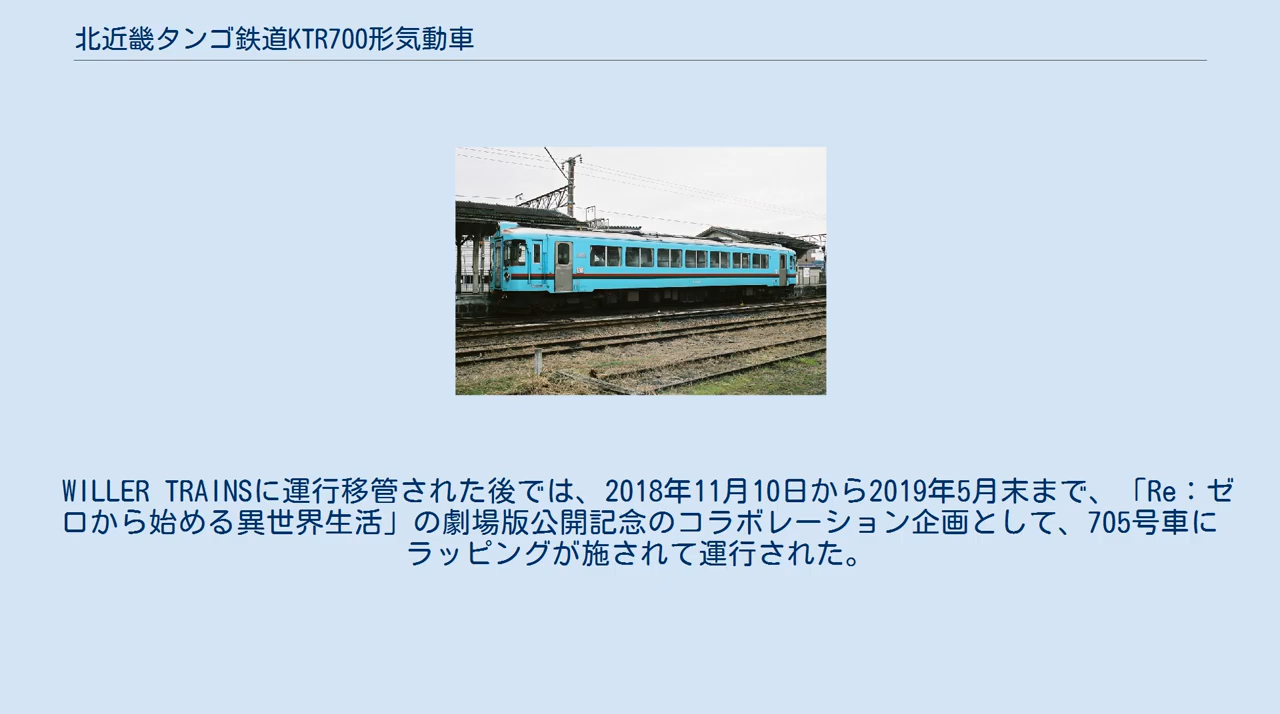 北近畿タンゴ鉄道KTR700形気動車
WILLER TRAINSに運行移管された後では、2018年11月10日から2019年5月末まで、「Re：ゼ
ロから始める異世界生活」の劇場版公開記念のコラボレーション企画として、705号車に
ラッピングが施されて運行された。